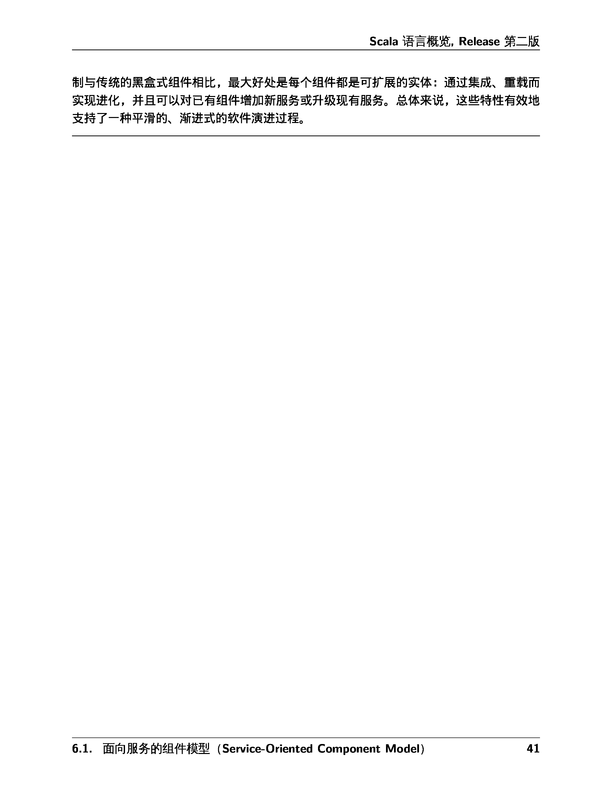 Scala 语言概览, Release 第二版
制与传统的黑盒式组件相比，最大好处是每个组件都是可扩展的实体：通过集成、重载而
实现进化，并且可以对已有组件增加新服务或升级现有服务。总体来说，这些特性有效地
支持了一种平滑的、渐进式的软件演进过程。
6.1. 面向服务的组件模型（Service-Oriented Component Model） 41